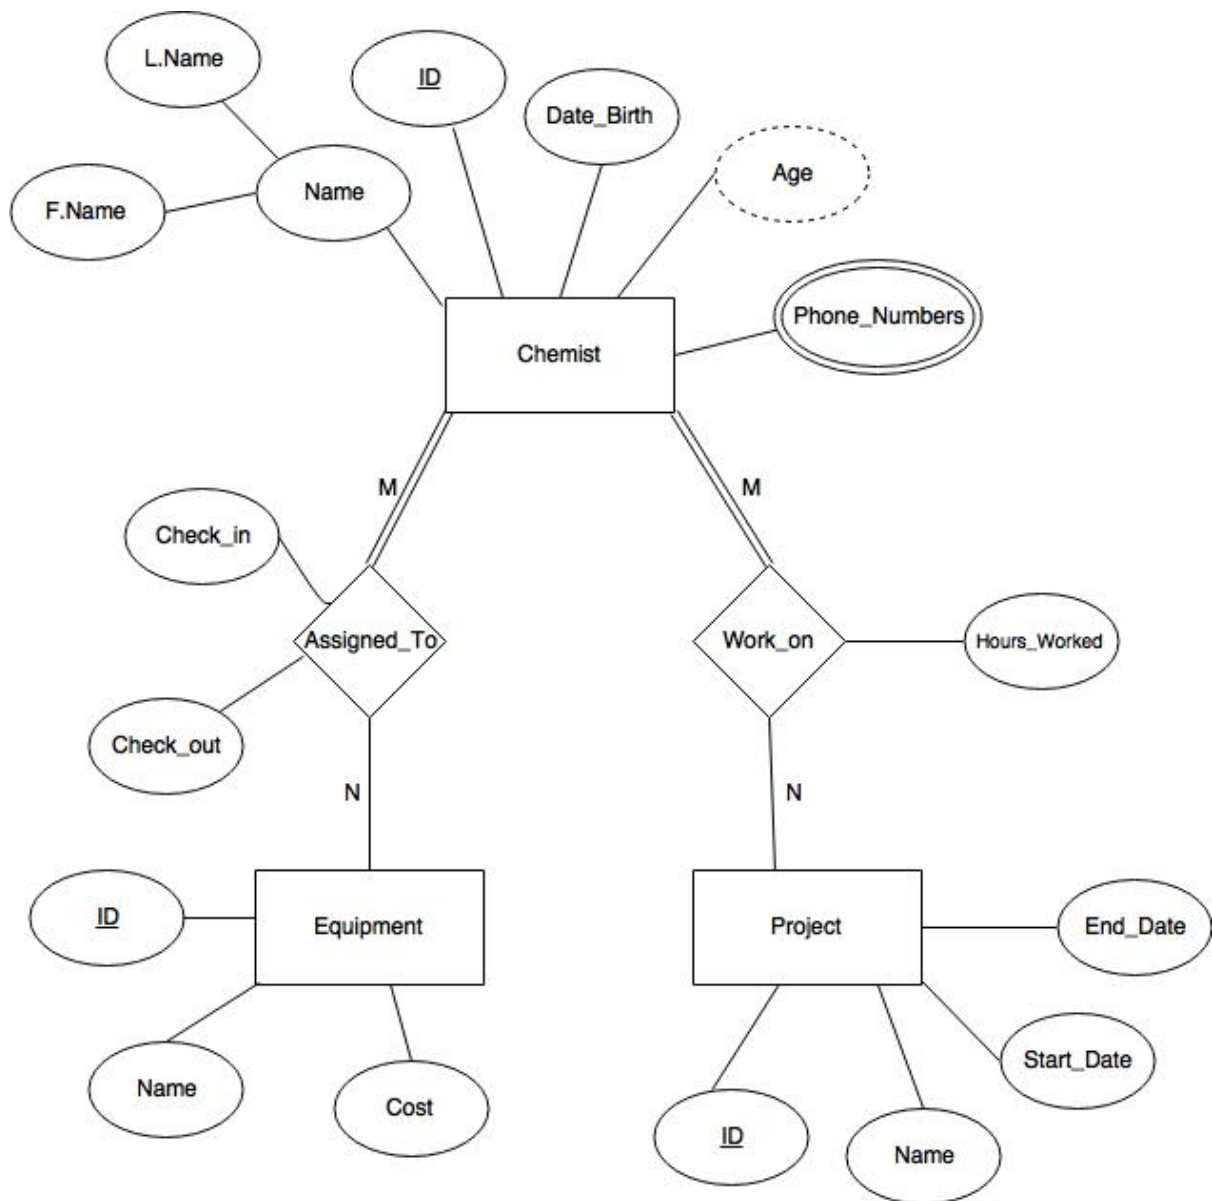 L.Name
ID
Date_Birth
Age
F.Name
Name
Phone_Numbers
Chemist
M
M
Check_in
Assigned_To
Work_on
Hours_Worked
Check_out
N
N
ID
Equipment
Project
End_Date
Name
Cost
Start_Date
ID
Name